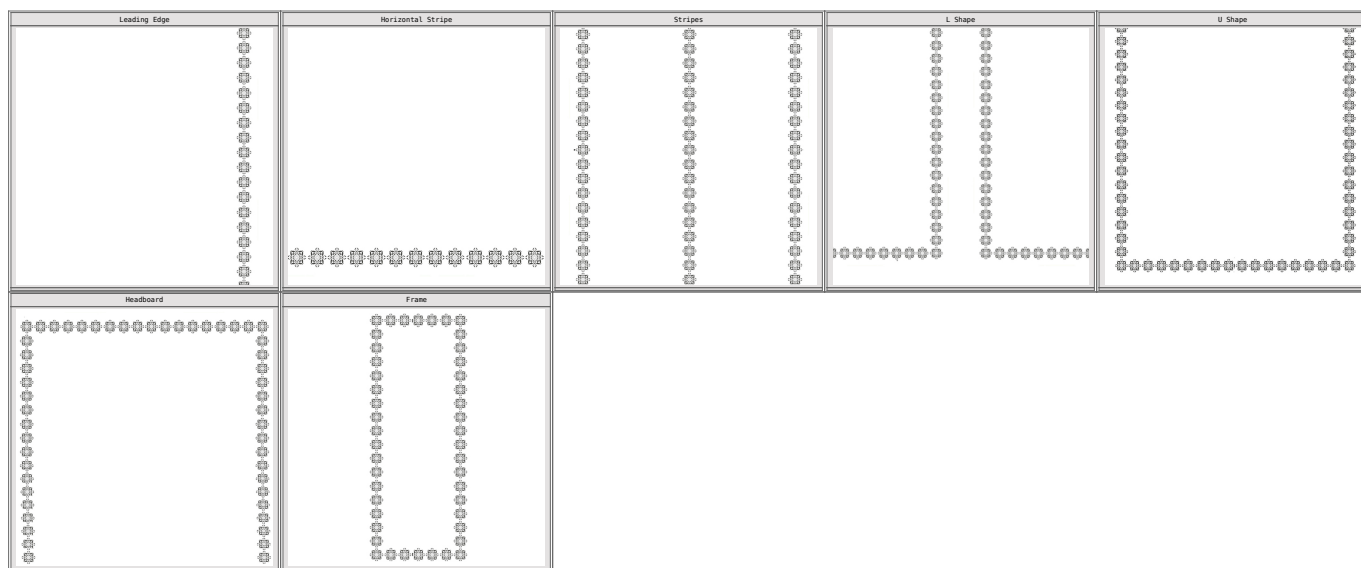 Leading Edge
Horizontal Stripe
Stripes
L Shape
U Shape
Headboard
Frame